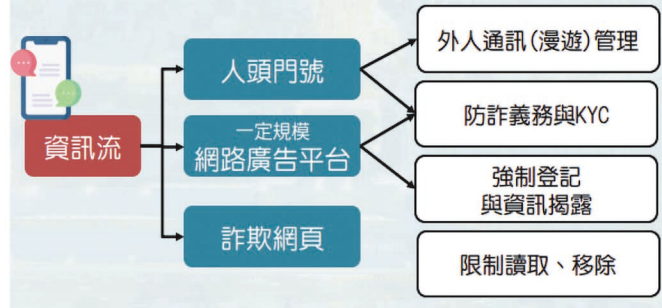 資訊流
人頭門號
一定規模
網路廣告平台
詐欺網頁
外人通訊(漫遊)管理
防詐義務與KYC
強制登記
與資訊揭露
限制讀取、移除